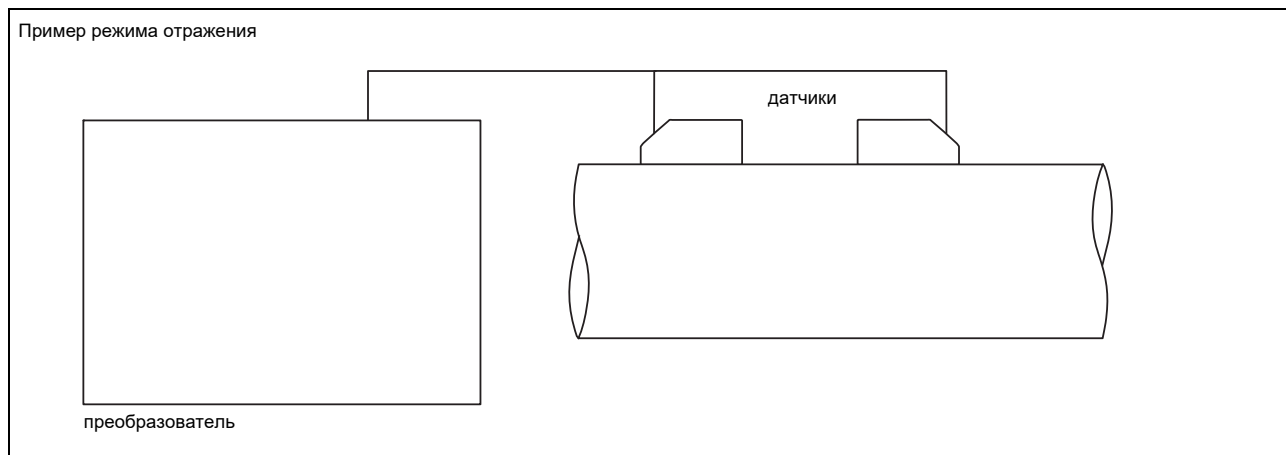 Пример режима отражения
датчики
преобразователь